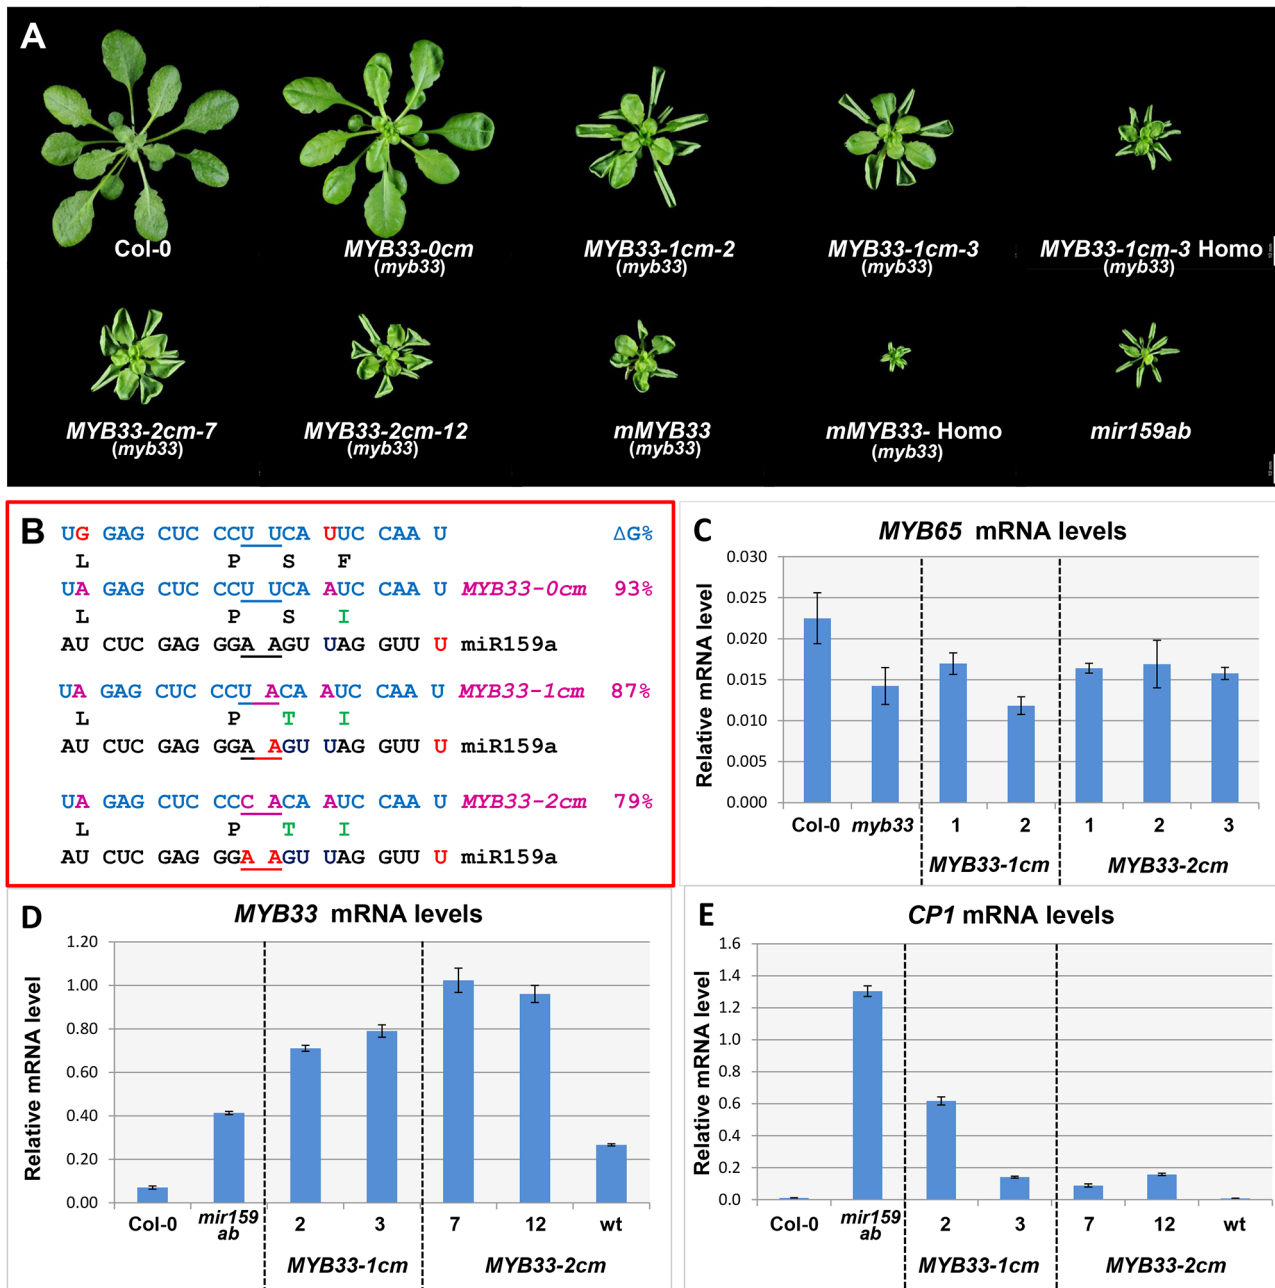 A
Col-0
MYB33-0cm
(myb33)
MYB33-1cm-2
(myb33)
MYB33-1cm-3
(myb33)
MYB33-1cm-3 Homo
(myb33)
MYB33-2cm-7
(myb33)
MYB33-2cm-12
(myb33)
mMYB33
(myb33)
mMYB33- Homo
(myb33)
mir159ab
10 mm
10 mm
B
UG GAG CUC CCU UCA UUC CAA U ΔG%
L P S F
UA GAG CUC CCU UCA AUC CAA U MYB33-0cm 93%
L P S I
AU CUC GAG GGA AGU UAG GUU U miR159a
UA GAG CUC CCU ACA AUC CAA U MYB33-1cm 87%
L P T I
AU CUC GAG GGA AGU UAG GUU U miR159a
UA GAG CUC CCC ACA AUC CAA U MYB33-2cm 79%
L P T I
AU CUC GAG GGA AGU UAG GUU U miR159a
C
MYB65 mRNA levels
Relative mRNA level
0.030
0.025
0.020
0.015
0.010
0.005
0.000
Col-0 myb33 1 2 1 2 3
MYB33-1cm MYB33-2cm
D
MYB33 mRNA levels
Relative mRNA level
1.20
1.00
0.80
0.60
0.40
0.20
0.00
Col-0 mir159 2 3 7 12 wt
ab
MYB33-1cm MYB33-2cm
E
CP1 mRNA levels
Relative mRNA level
1.6
1.4
1.2
1.0
0.8
0.6
0.4
0.2
0.0
Col-0 mir159 2 3 7 12 wt
ab
MYB33-1cm MYB33-2cm